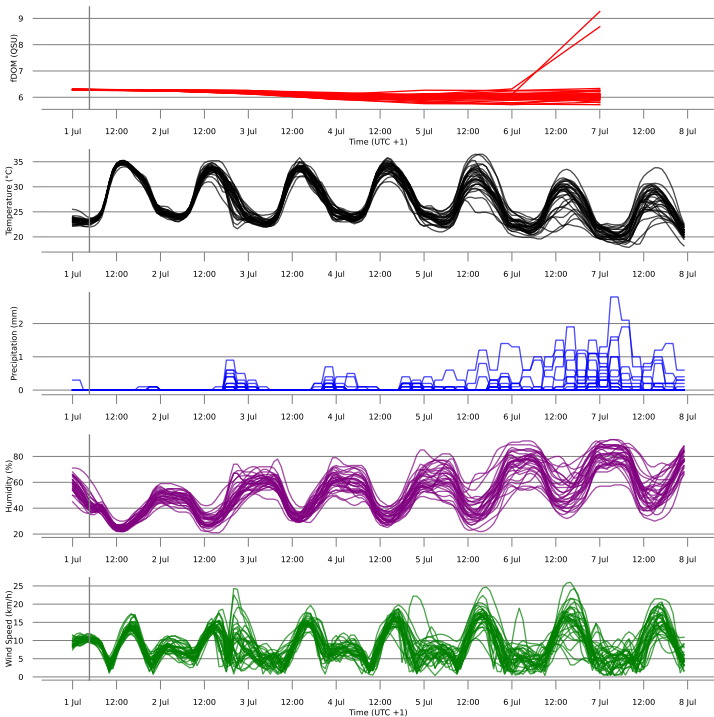 fDOM (QSU)
9
8
7
6
1 Jul 12:00 2 Jul 12:00 3 Jul 12:00 4 Jul 12:00 5 Jul 12:00 6 Jul 12:00 7 Jul 12:00 8 Jul
Time (UTC +1)
Temperature (°C)
35
30
25
20
1 Jul 12:00 2 Jul 12:00 3 Jul 12:00 4 Jul 12:00 5 Jul 12:00 6 Jul 12:00 7 Jul 12:00 8 Jul
Precipitation (mm)
2
1
0
1 Jul 12:00 2 Jul 12:00 3 Jul 12:00 4 Jul 12:00 5 Jul 12:00 6 Jul 12:00 7 Jul 12:00 8 Jul
Humidity (%)
80
60
40
20
1 Jul 12:00 2 Jul 12:00 3 Jul 12:00 4 Jul 12:00 5 Jul 12:00 6 Jul 12:00 7 Jul 12:00 8 Jul
Wind Speed (km/h)
25
20
15
10
5
0
1 Jul 12:00 2 Jul 12:00 3 Jul 12:00 4 Jul 12:00 5 Jul 12:00 6 Jul 12:00 7 Jul 12:00 8 Jul
Time (UTC +1)